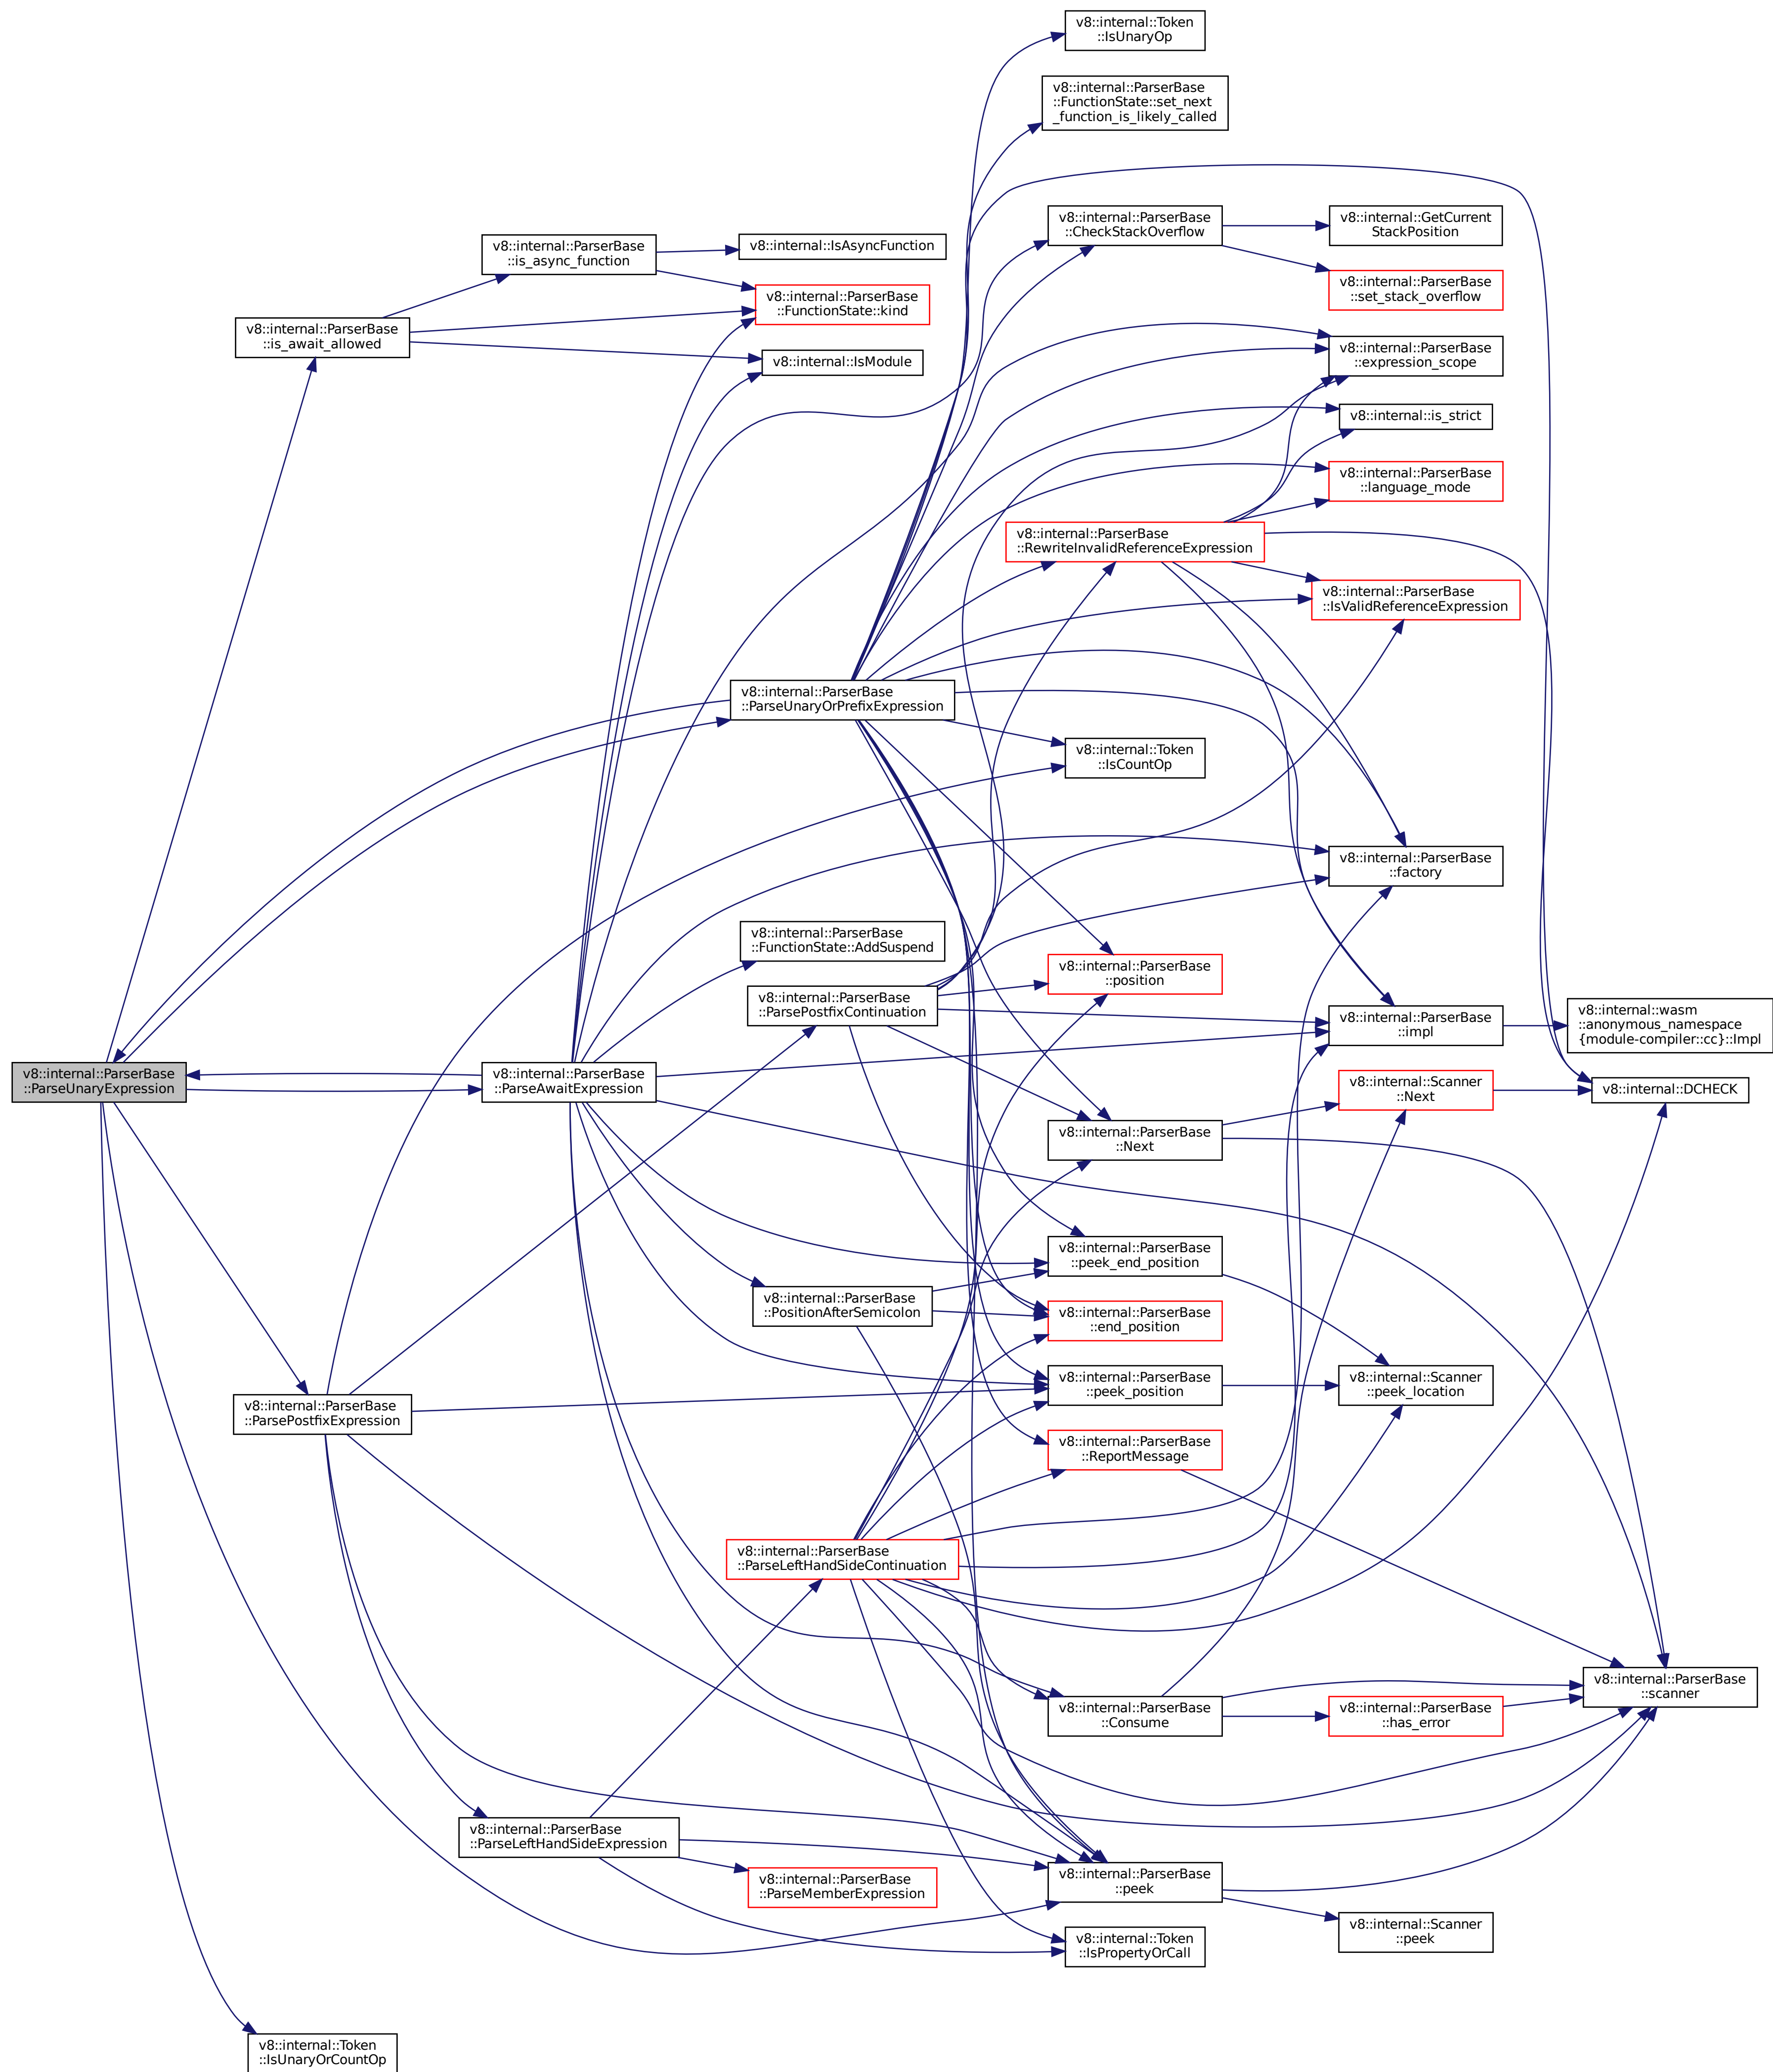 v8::internal::Token
::IsUnaryOp
v8::internal::ParserBase
::FunctionState::set_next
_function_is_likely_called
v8::internal::ParserBase
::CheckStackOverflow
v8::internal::GetCurrent
StackPosition
v8::internal::ParserBase
::is_async_function
v8::internal::IsAsyncFunction
v8::internal::ParserBase
::set_stack_overflow
v8::internal::ParserBase
::FunctionState::kind
v8::internal::ParserBase
::is_await_allowed
v8::internal::IsModule
v8::internal::ParserBase
::expression_scope
v8::internal::is_strict
v8::internal::ParserBase
::language_mode
v8::internal::ParserBase
::RewriteInvalidReferenceExpression
v8::internal::ParserBase
::IsValidReferenceExpression
v8::internal::ParserBase
::ParseUnaryOrPrefixExpression
v8::internal::Token
::IsCountOp
v8::internal::ParserBase
::factory
v8::internal::ParserBase
::FunctionState::AddSuspend
v8::internal::ParserBase
::position
v8::internal::ParserBase
::ParsePostfixContinuation
v8::internal::ParserBase
::impl
v8::internal::wasm
::anonymous_namespace
{module-compiler::cc}::Impl
v8::internal::ParserBase
::ParseUnaryExpression
v8::internal::ParserBase
::ParseAwaitExpression
v8::internal::Scanner
::Next
v8::internal::DCHECK
v8::internal::ParserBase
::Next
v8::internal::ParserBase
::peek_end_position
v8::internal::ParserBase
::PositionAfterSemicolon
v8::internal::ParserBase
::end_position
v8::internal::ParserBase
::peek_position
v8::internal::Scanner
::peek_location
v8::internal::ParserBase
::ParsePostfixExpression
v8::internal::ParserBase
::ReportMessage
v8::internal::ParserBase
::ParseLeftHandSideContinuation
v8::internal::ParserBase
::scanner
v8::internal::ParserBase
::Consume
v8::internal::ParserBase
::has_error
v8::internal::ParserBase
::ParseLeftHandSideExpression
v8::internal::ParserBase
::ParseMemberExpression
v8::internal::ParserBase
::peek
v8::internal::Scanner
::peek
v8::internal::Token
::IsPropertyOrCall
v8::internal::Token
::IsUnaryOrCountOp